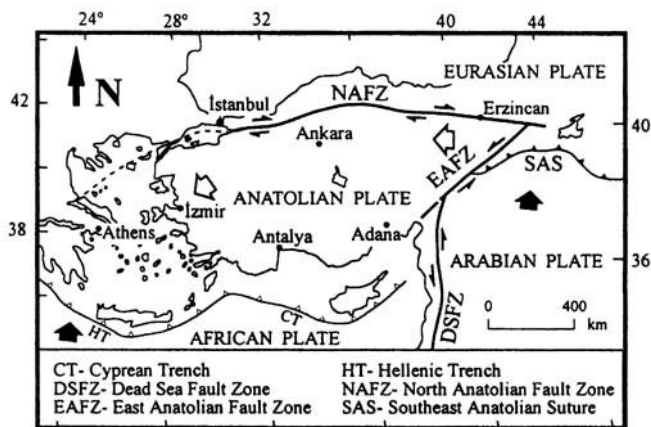 24° 28° 32 36 40 44
EURASIAN PLATE
NAFZ
İstanbul
Erzincan
42
40
N
Ankara
EAFZ
SAS
ANATOLIAN PLATE
İzmir
Athens
Antalya
Adana
38
36
ARABIAN PLATE
DSFZ
0 400
km
HT
CT
AFRICAN PLATE
CT- Cyprean Trench HT- Hellenic Trench
DSFZ- Dead Sea Fault Zone NAFZ- North Anatolian Fault Zone
EAFZ- East Anatolian Fault Zone SAS- Southeast Anatolian Suture